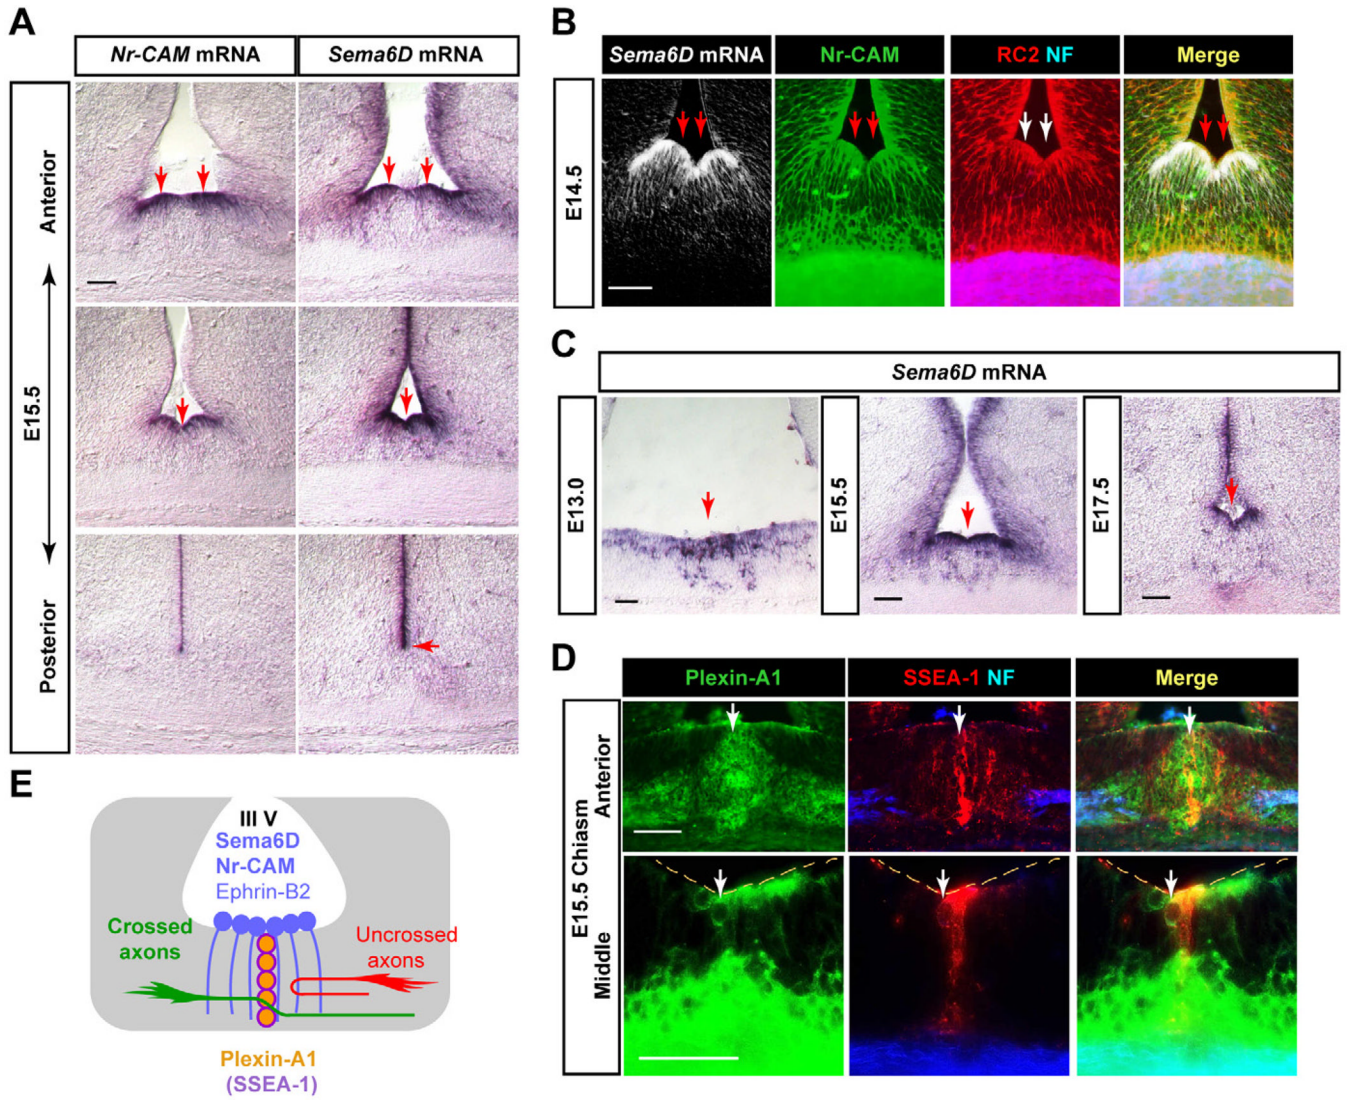 A
Nr-CAM mRNA
Sema6D mRNA
Anterior
E15.5
Posterior
B
Sema6D mRNA
Nr-CAM
RC2 NF
Merge
E14.5
C
Sema6D mRNA
E13.0
E15.5
E17.5
D
Plexin-A1
SSEA-1 NF
Merge
E15.5 Chiasm
Anterior
Middle
E
III V
Sema6D
Nr-CAM
Ephrin-B2
Crossed
axons
Uncrossed
axons
Plexin-A1
(SSEA-1)